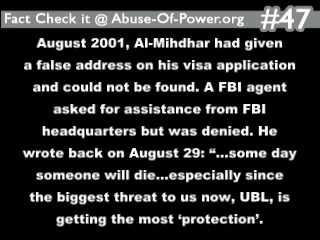 Fact Check it @ Abuse-Of-Power.org #47
August 2001, Al-Mihdhar had given
a false address on his visa application
and could not be found. A FBI agent
asked for assistance from FBI
headquarters but was denied. He
wrote back on August 29: “...some day
someone will die...especially since
the biggest threat to us now, UBL, is
getting the most ‘protection’.